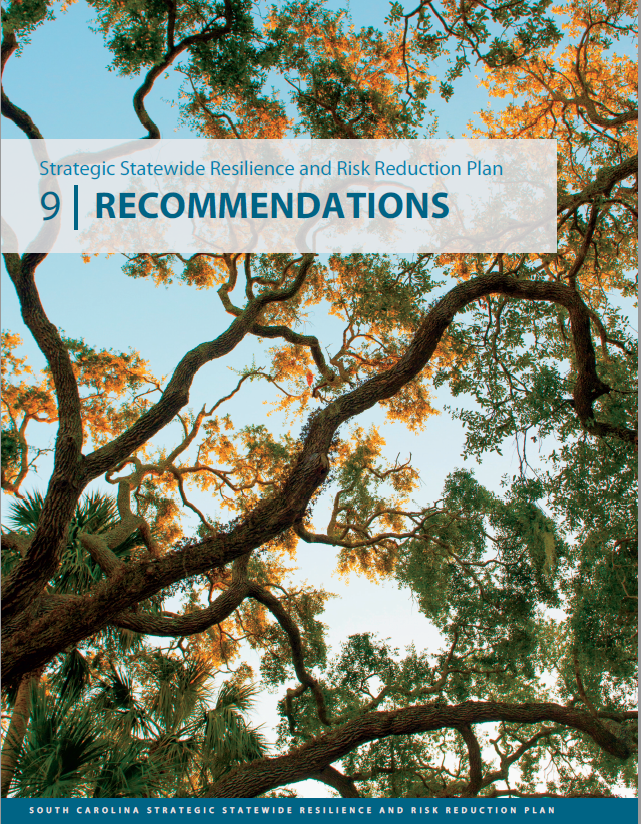 Strategic Statewide Resilience and Risk Reduction Plan
9 | RECOMMENDATIONS
SOUTH CAROLINA STRATEGIC STATEWIDE RESILIENCE AND RISK REDUCTION PLAN